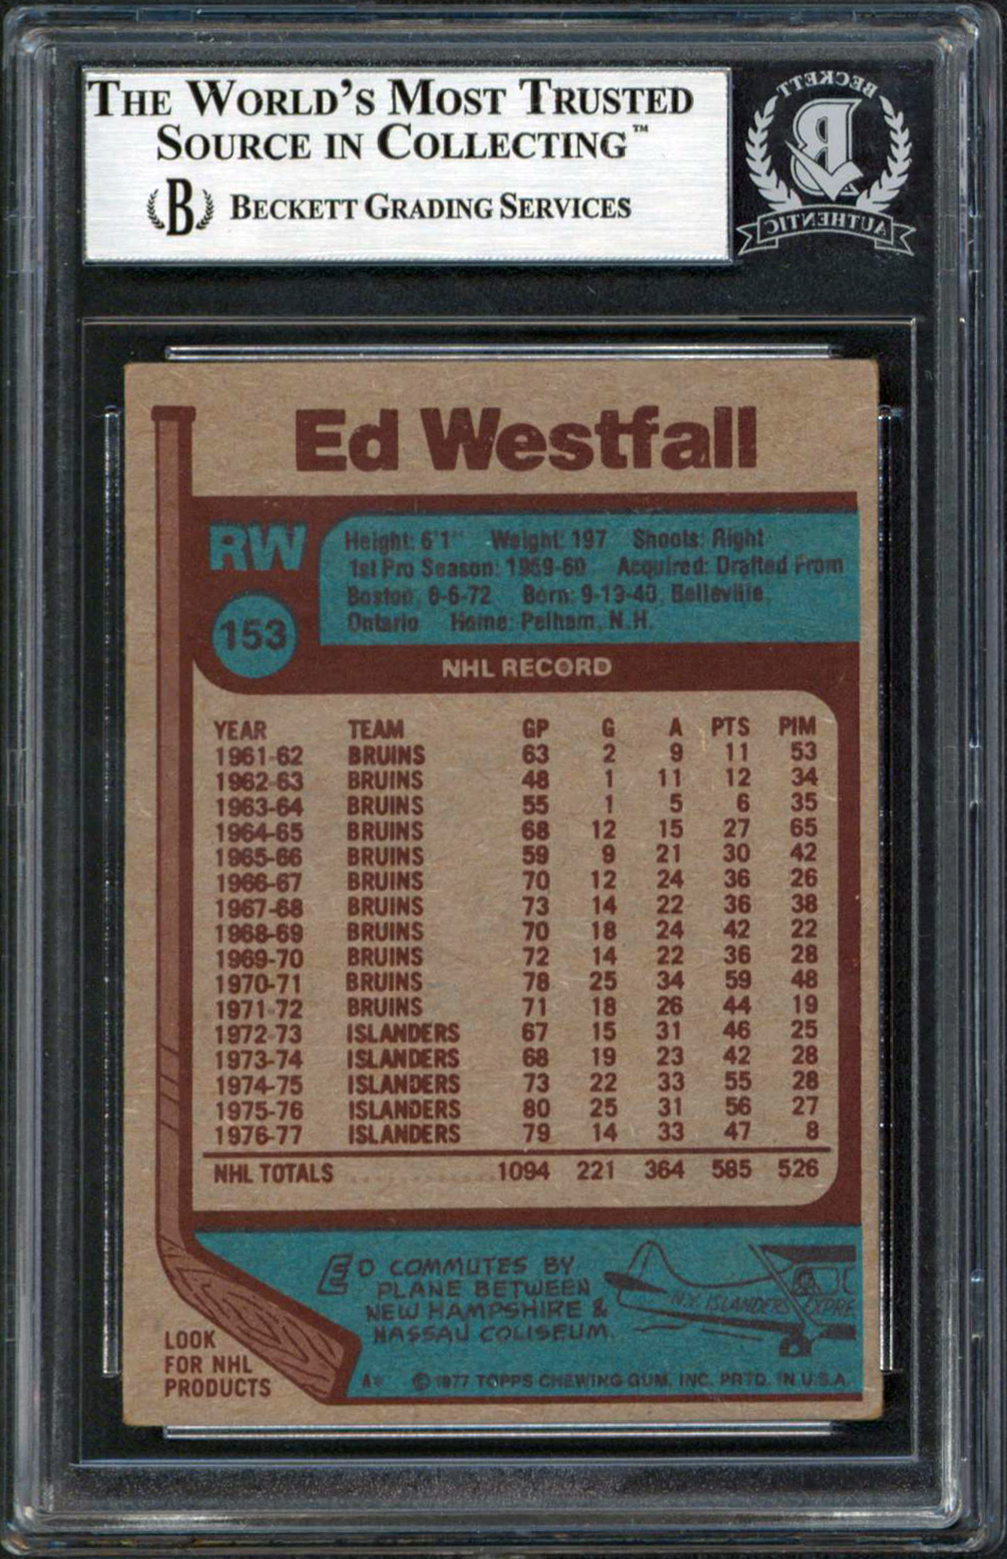 THE WORLD'S MOST TRUSTED
SOURCE IN COLLECTING™
B BECKETT GRADING SERVICES
BECKETT
B
AUTHENTIC
Ed Westfall
RW
153
Height: 6'1" Weight: 197 Shoots: Right
1st Pro Season: 1959-60 Acquired: Drafted From
Boston, 6-6-72 Born: 9-13-40, Belleville,
Ontario Home: Pelham, N.H.
NHL RECORD
YEAR TEAM GP G A PTS PIM
1961-62 BRUINS 63 2 9 11 53
1962-63 BRUINS 48 1 11 12 34
1963-64 BRUINS 55 1 5 6 35
1964-65 BRUINS 68 12 15 27 65
1965-66 BRUINS 59 9 21 30 42
1966-67 BRUINS 70 12 24 36 26
1967-68 BRUINS 73 14 22 36 38
1968-69 BRUINS 70 18 24 42 22
1969-70 BRUINS 72 14 22 36 28
1970-71 BRUINS 78 25 34 59 48
1971-72 BRUINS 71 18 26 44 19
1972-73 ISLANDERS 67 15 31 46 25
1973-74 ISLANDERS 68 19 23 42 28
1974-75 ISLANDERS 73 22 33 55 28
1975-76 ISLANDERS 80 25 31 56 27
1976-77 ISLANDERS 79 14 33 47 8
NHL TOTALS 1094 221 364 585 526
ED COMMUTES BY
PLANE BETWEEN
NEW HAMPSHIRE &
NASSAU COLISEUM.
N.Y. ISLANDERS EXPRE
LOOK
FOR NHL
PRODUCTS
A* © 1977 TOPPS CHEWING GUM, INC. PRTD. IN U.S.A.